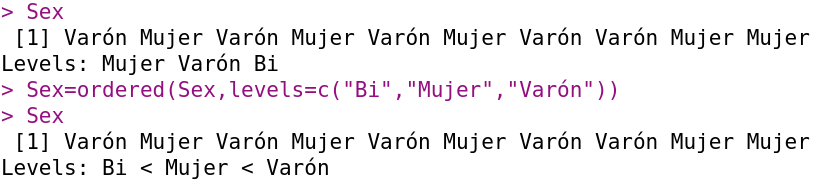 > Sex
 [1] Varón Mujer Varón Mujer Varón Mujer Varón Varón Mujer Mujer
Levels: Mujer Varón Bi
> Sex=ordered(Sex,levels=c("Bi","Mujer","Varón"))
> Sex
 [1] Varón Mujer Varón Mujer Varón Mujer Varón Varón Mujer Mujer
Levels: Bi < Mujer < Varón